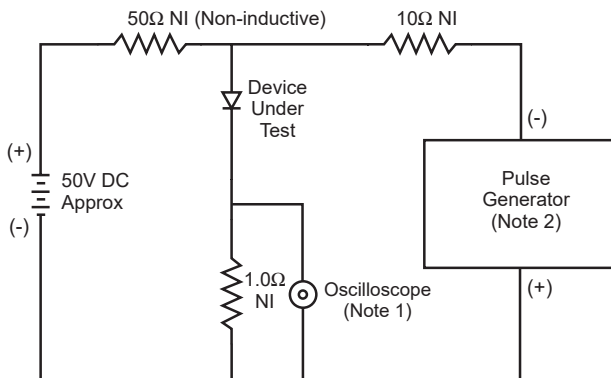 50Ω NI (Non-inductive)
10Ω NI
Device
Under
Test
(-)
(+)
50V DC
Approx
(-)
Pulse
Generator
(Note 2)
1.0Ω
NI
Oscilloscope
(Note 1)
(+)